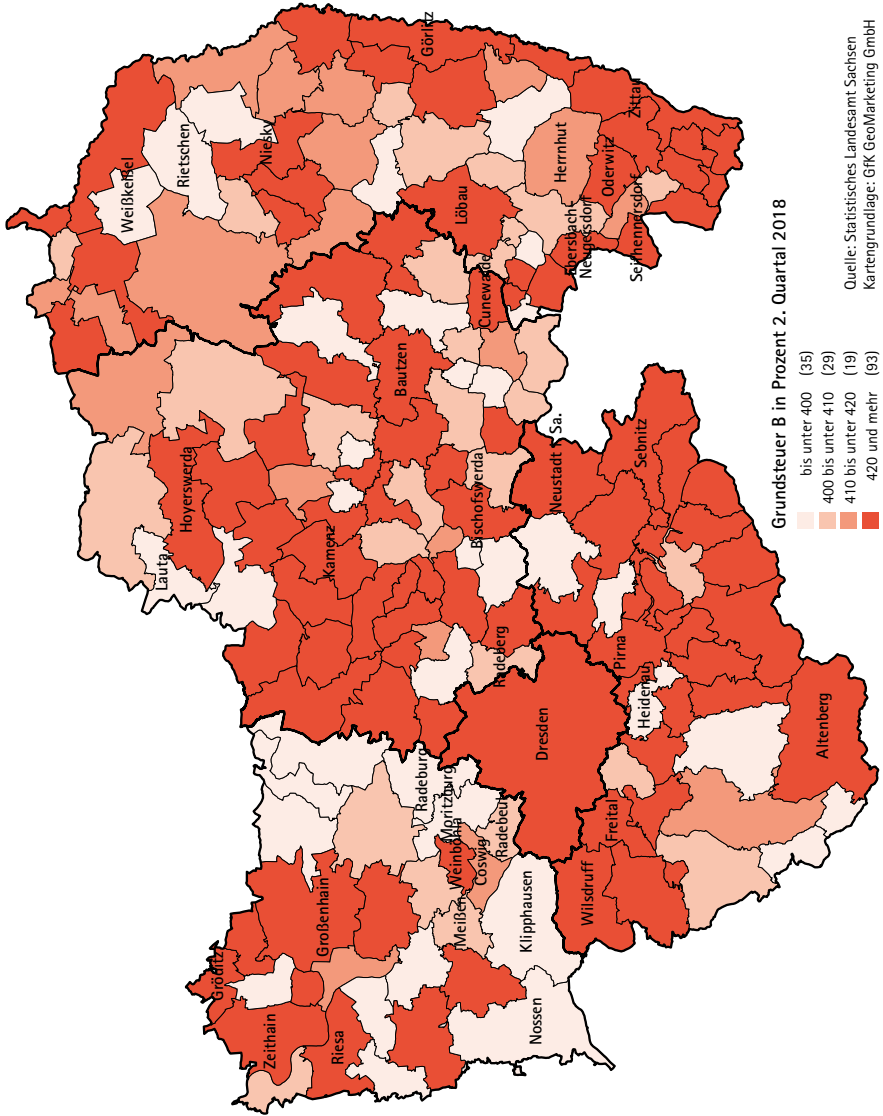 Weißkeißel
Rietschen
Niesky
Görlitz
Löbau
Herrnhut
Oderwitz
Zittau
Ebersbach-
Neugersdorf
Seifhennersdorf
Cunewalde
Bautzen
Hoyerswerda
Lauta
Kamenz
Bischofswerda
Neustadt i. Sa.
Sebnitz
Radeberg
Pirna
Heidenau
Dresden
Altenberg
Freital
Wilsdruff
Radeburg
Moritzburg
Weinböhla
Coswig
Radebeul
Meißen
Klipphausen
Nossen
Großenhain
Gröditz
Zeithain
Riesa
Grundsteuer B in Prozent 2. Quartal 2018
bis unter 400 (35)
400 bis unter 410 (29)
410 bis unter 420 (19)
420 und mehr (93)
Quelle: Statistisches Landesamt Sachsen
Kartengrundlage: GfK GeoMarketing GmbH